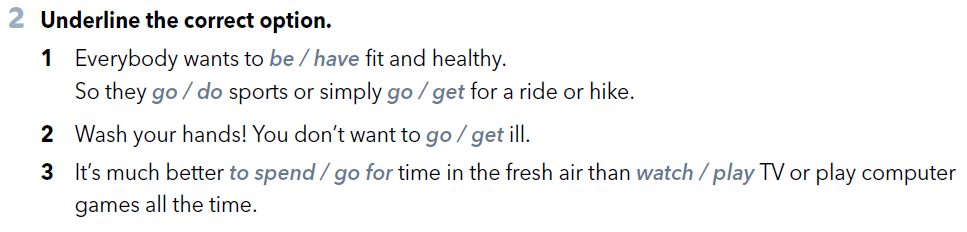 2 Underline the correct option.
1 Everybody wants to be / have fit and healthy.
So they go / do sports or simply go / get for a ride or hike.
2 Wash your hands! You don’t want to go / get ill.
3 It’s much better to spend / go for time in the fresh air than watch / play TV or play computer
games all the time.